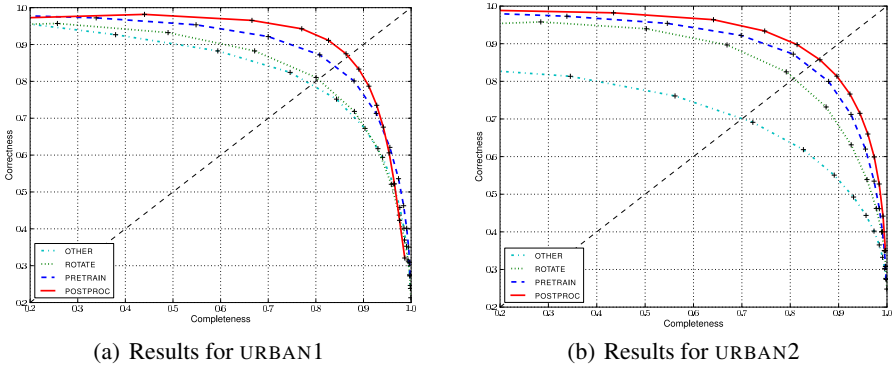 1.0
0.9
0.8
0.7
0.6
0.5
0.4
0.3
0.2
Correctness
OTHER
ROTATE
PRETRAIN
POSTPROC
0.2 0.3 0.4 0.5 0.6 0.7 0.8 0.9 1.0
Completeness
(a) Results for URBAN1
1.0
0.9
0.8
0.7
0.6
0.5
0.4
0.3
0.2
Correctness
OTHER
ROTATE
PRETRAIN
POSTPROC
0.2 0.3 0.4 0.5 0.6 0.7 0.8 0.9 1.0
Completeness
(b) Results for URBAN2